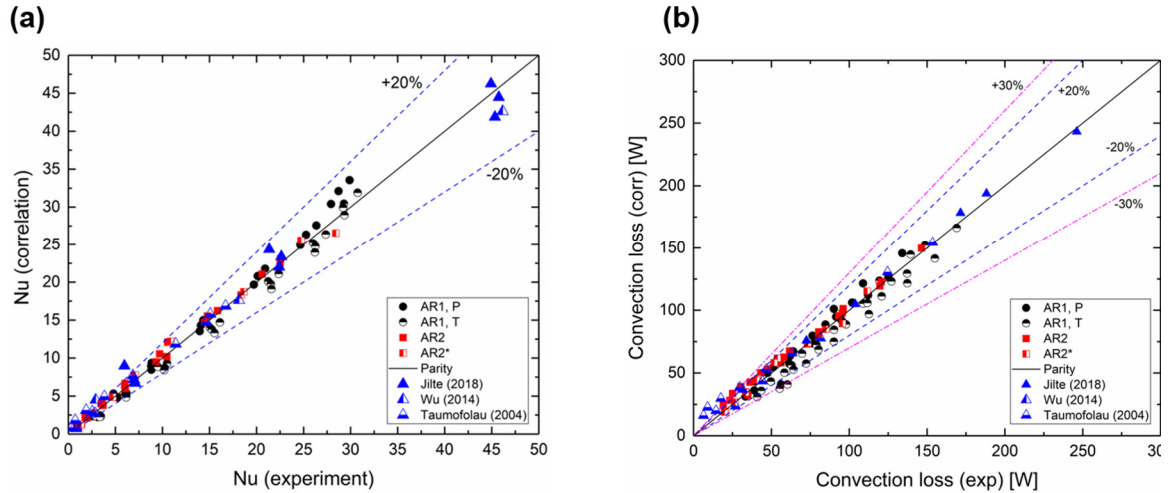 (a)
50
45
40
35
30
25
20
15
10
5
0
0 5 10 15 20 25 30 35 40 45 50
Nu (correlation)
Nu (experiment)
+20%
-20%
AR1, P
AR1, T
AR2
AR2*
Parity
Jilte (2018)
Wu (2014)
Taumofolau (2004)
(b)
300
250
200
150
100
50
0
0 50 100 150 200 250 300
Convection loss (corr) [W]
Convection loss (exp) [W]
+30%
+20%
-20%
-30%
AR1, P
AR1, T
AR2
AR2*
Parity
Jilte (2018)
Wu (2014)
Taumofolau (2004)